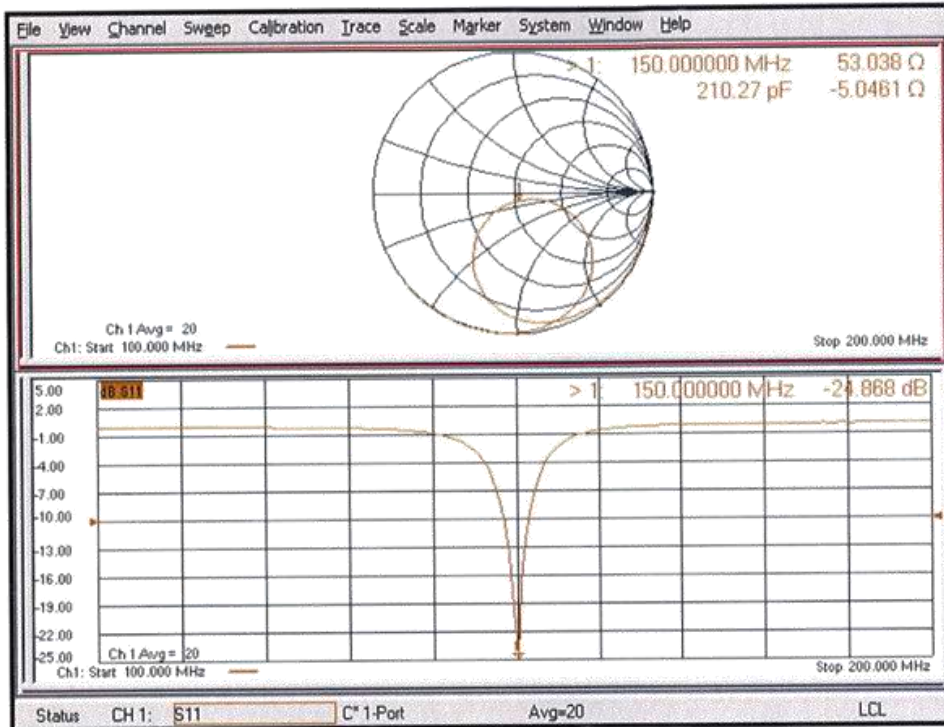 File View Channel Sweep Calibration Trace Scale Marker System Window Help
> 1: 150.000000 MHz 53.038 Ω
210.27 pF -5.0461 Ω
Ch 1 Avg = 20
Ch1: Start 100.000 MHz
Stop 200.000 MHz
5.00
dB S11
> 1: 150.000000 MHz -24.868 dB
2.00
-1.00
-4.00
-7.00
-10.00
-13.00
-16.00
-19.00
-22.00
-25.00
Ch 1 Avg = 20
Ch1: Start 100.000 MHz
Stop 200.000 MHz
Status CH 1: S11 C* 1-Port Avg=20 LCL